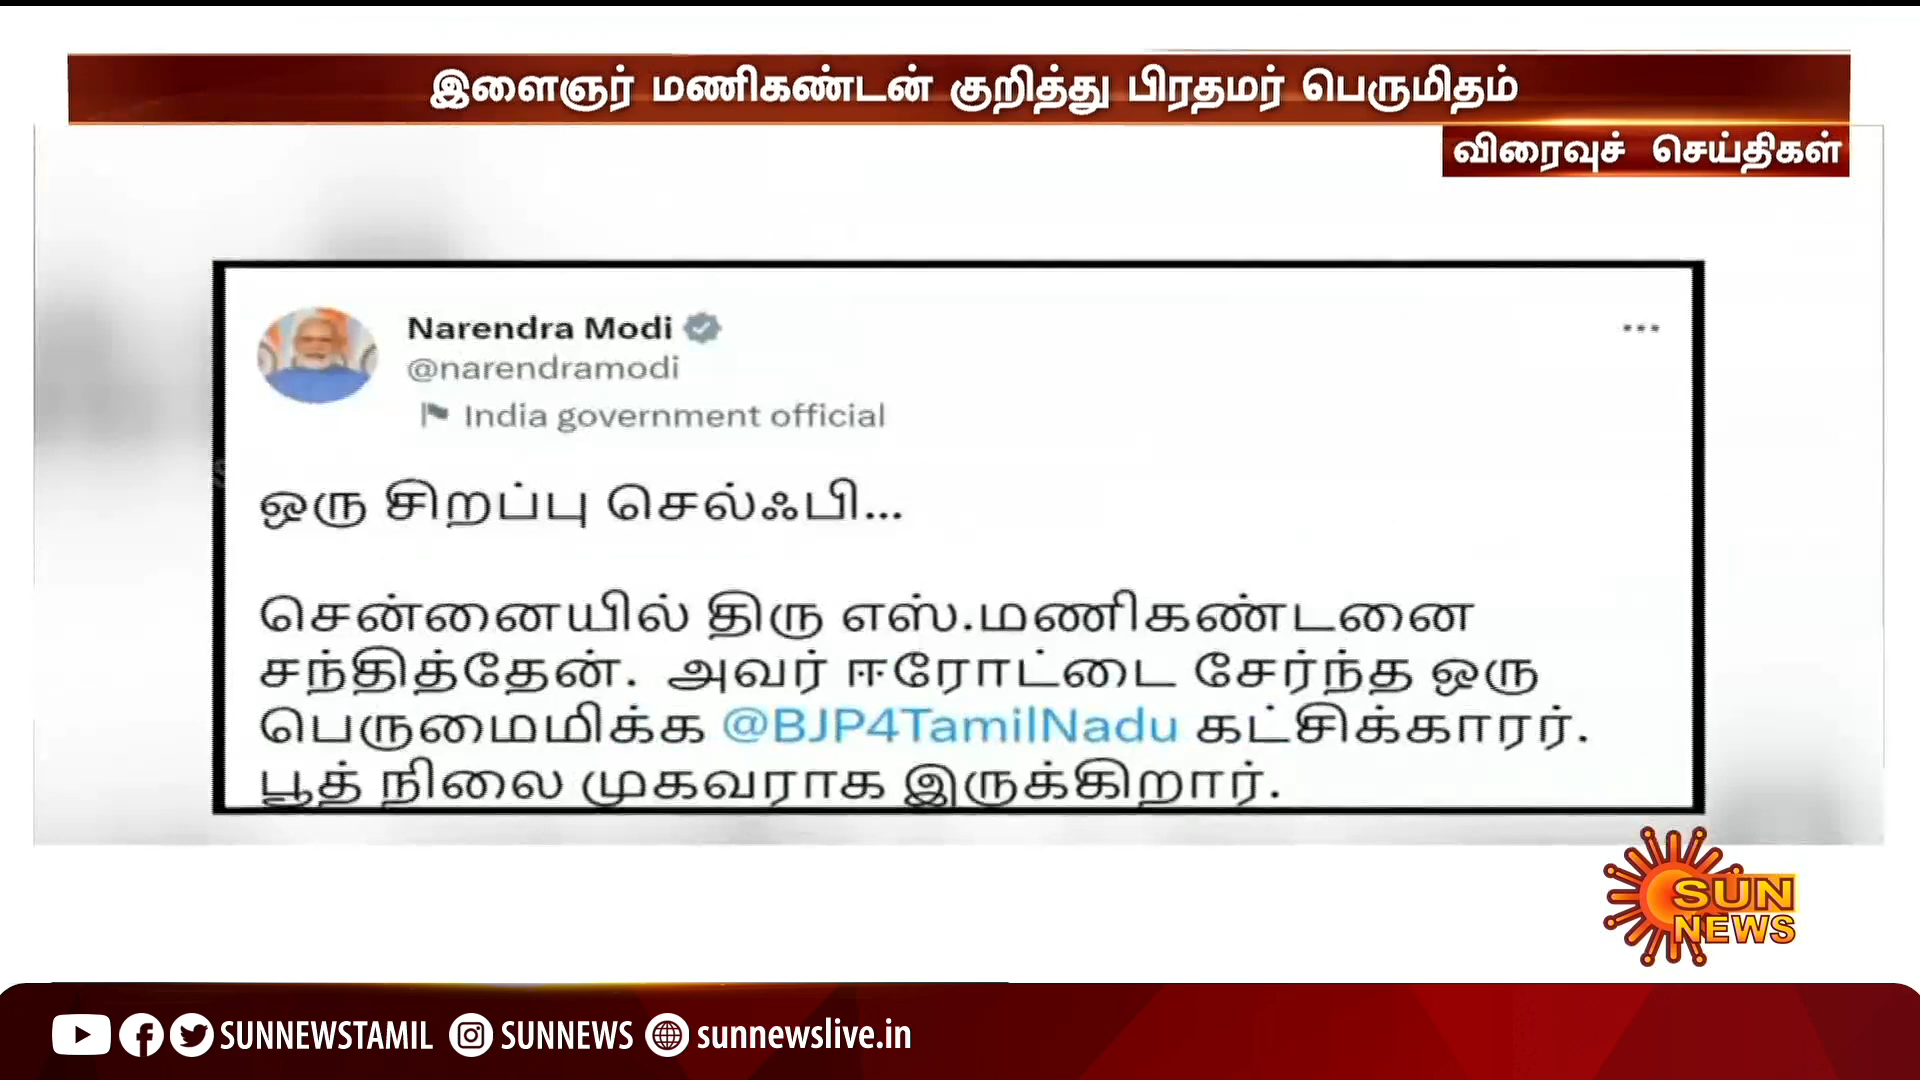 இளைஞர் மணிகண்டன் குறித்து பிரதமர் பெருமிதம்
விரைவுச் செய்திகள்
Narendra Modi
@narendramodi
India government official
ஒரு சிறப்பு செல்ஃபி...
சென்னையில் திரு எஸ்.மணிகண்டனை
சந்தித்தேன். அவர் ஈரோட்டை சேர்ந்த ஒரு
பெருமைமிக்க @BJP4TamilNadu கட்சிக்காரர்.
பூத் நிலை முகவராக இருக்கிறார்.
SUN
NEWS
SUNNEWSTAMIL SUNNEWS sunnewslive.in